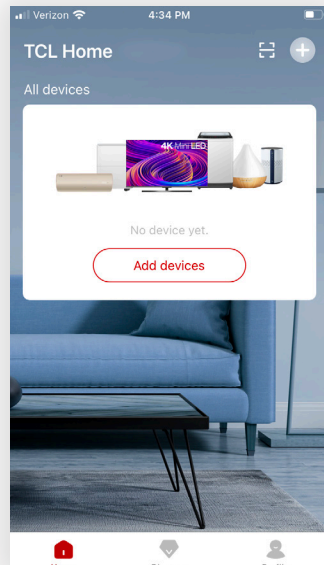 Verizon 4:34 PM
TCL Home
All devices
4K Mini LED
No device yet.
Add devices